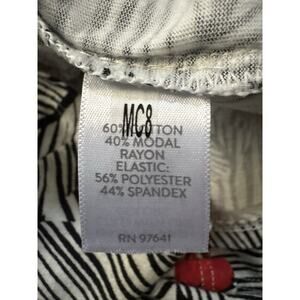 MC8
60% COTTON
40% MODAL
RAYON
ELASTIC:
56% POLYESTER
44% SPANDEX
RN 97641